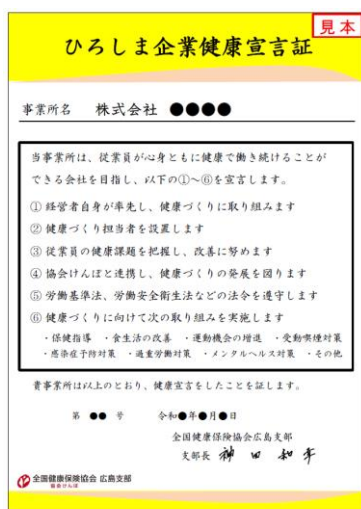 見本
ひろしま企業健康宣言証
事業所名 株式会社 ●●●●
当事業所は、従業員が心身ともに健康で働き続けることが
できる会社を目指し、以下の①~⑥を宣言します。
① 経営者自身が率先し、健康づくりに取り組みます
② 健康づくり担当者を設置します
③ 従業員の健康課題を把握し、改善に努めます
④ 協会けんぽと連携し、健康づくりの発展を図ります
⑤ 労働基準法、労働安全衛生法などの法令を遵守します
⑥ 健康づくりに向けて次の取り組みを実施します
・保健指導 ・食生活の改善 ・運動機会の増進 ・受動喫煙対策
・感染症予防対策 ・過重労働対策 ・メンタルヘルス対策 ・その他
貴事業所は以上のとおり、健康宣言をしたことを証します。
第 ●● 号 令和●年●月●日
全国健康保険協会広島支部
支部長 神田和幸
全国健康保険協会 広島支部
協会けんぽ